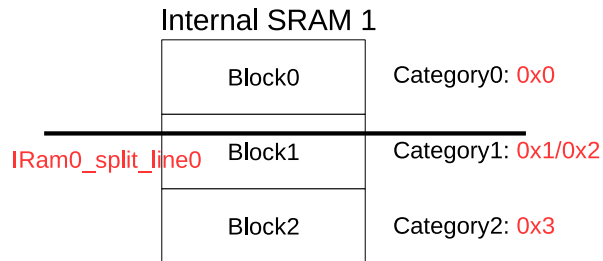 Internal SRAM 1
Block0 Category0: 0x0
IRam0_split_line0 Block1 Category1: 0x1/0x2
Block2 Category2: 0x3